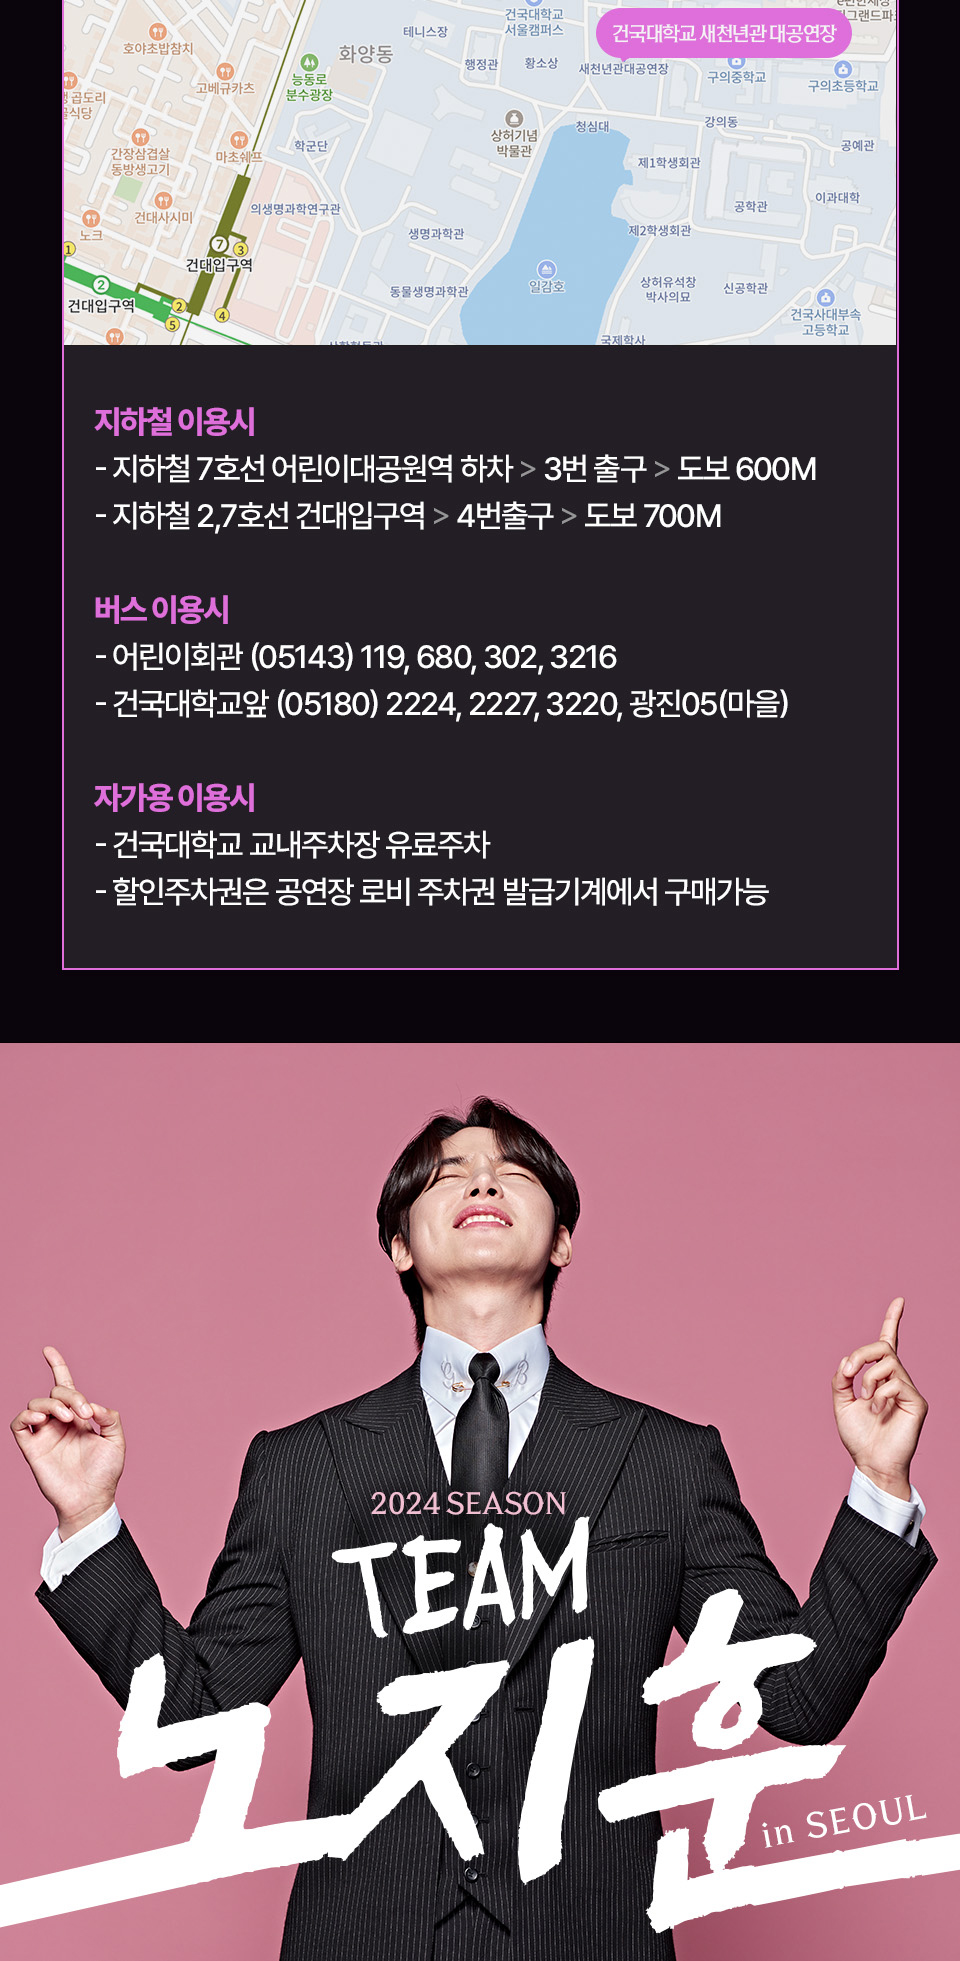 건국대학교 새천년관 대공연장
테니스장
건국대학교
서울캠퍼스
호야초밥참치
화양동
행정관
황소상
새천년관대공연장
구의중학교
구의초등학교
고베규카츠
능동로
분수광장
곱도리
식당
상허기념
박물관
청심대
강의동
간장삼겹살
동방생고기
마초쉐프
학군단
제1학생회관
공예관
건대사시미
의생명과학연구관
공학관
이과대학
노크
생명과학관
제2학생회관
1
7
3
건대입구역
2
건대입구역
2
4
5
동물생명과학관
일감호
상허유석창
박사의묘
신공학관
건국사대부속
고등학교
국제학사
지하철 이용시
- 지하철 7호선 어린이대공원역 하차 > 3번 출구 > 도보 600M
- 지하철 2,7호선 건대입구역 > 4번출구 > 도보 700M
버스 이용시
- 어린이회관 (05143) 119, 680, 302, 3216
- 건국대학교앞 (05180) 2224, 2227, 3220, 광진05(마을)
자가용 이용시
- 건국대학교 교내주차장 유료주차
- 할인주차권은 공연장 로비 주차권 발급기계에서 구매가능
2024 SEASON
TEAM
노지훈
in SEOUL